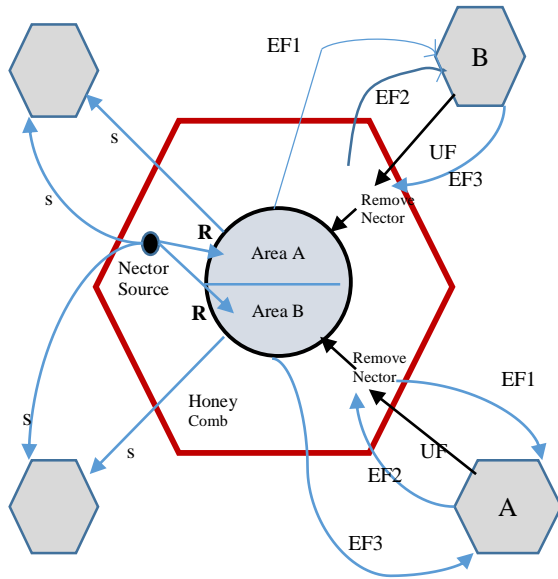 EF1
B
EF2
s
UF
EF3
Remove
Nector
R
s
Area A
Nector
Source
Area B
R
Remove
Nector
EF1
Honey
Comb
s
s
UF
EF2
A
EF3